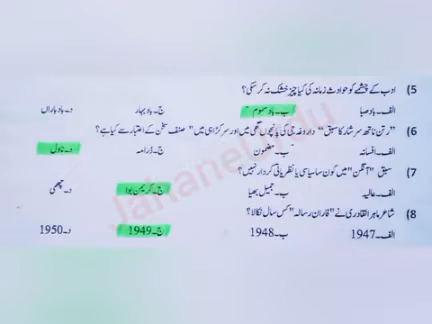 5) ادب کے چشمے کو حوادث زمانہ کی کیا چیز خشک نہ کر سکی؟
الف۔ باد صبا ب۔ باد سموم ج۔ باد بہار د۔ باد باراں
6) "رتن ناتھ سرشار کا سبق" داروغہ جی کی پانچوں گھی میں اور سر کڑاہی میں" صنف سخن کے اعتبار سے کیا ہے؟
الف۔ افسانہ ب۔ مضمون ج۔ ڈرامہ د۔ ناول
7) سبق "آنگن" میں کون سا سیاسی یا نظریاتی کردار نہیں؟
الف۔ عالیہ ب۔ جمیل بھیا ج۔ کریمن بوا د۔ چھمی
8) شاعر ماہر القادری نے "فاران رسالہ" کس سال نکالا؟
الف۔ 1947 ب۔ 1948 ج۔ 1949 د۔ 1950